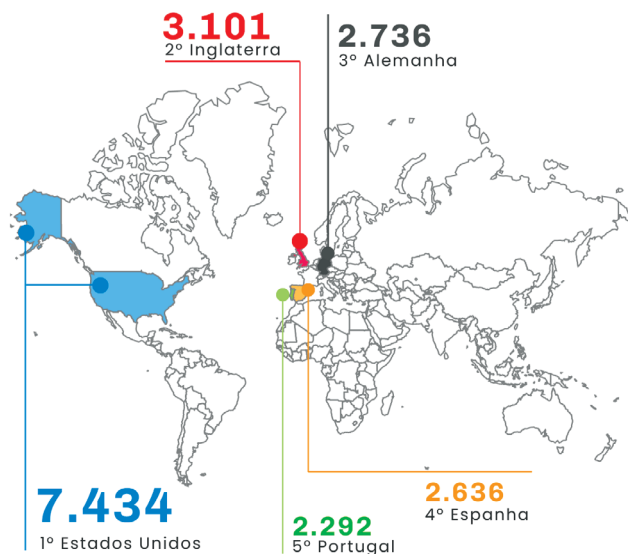 3.101
2º Inglaterra
2.736
3º Alemanha
7.434
1º Estados Unidos
2.636
4º Espanha
2.292
5º Portugal